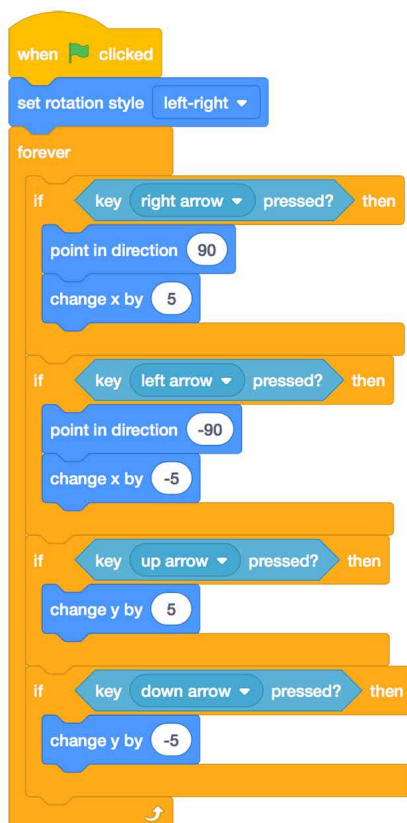 when clicked
set rotation style left-right
forever
if key right arrow pressed? then
point in direction 90
change x by 5
if key left arrow pressed? then
point in direction -90
change x by -5
if key up arrow pressed? then
change y by 5
if key down arrow pressed? then
change y by -5